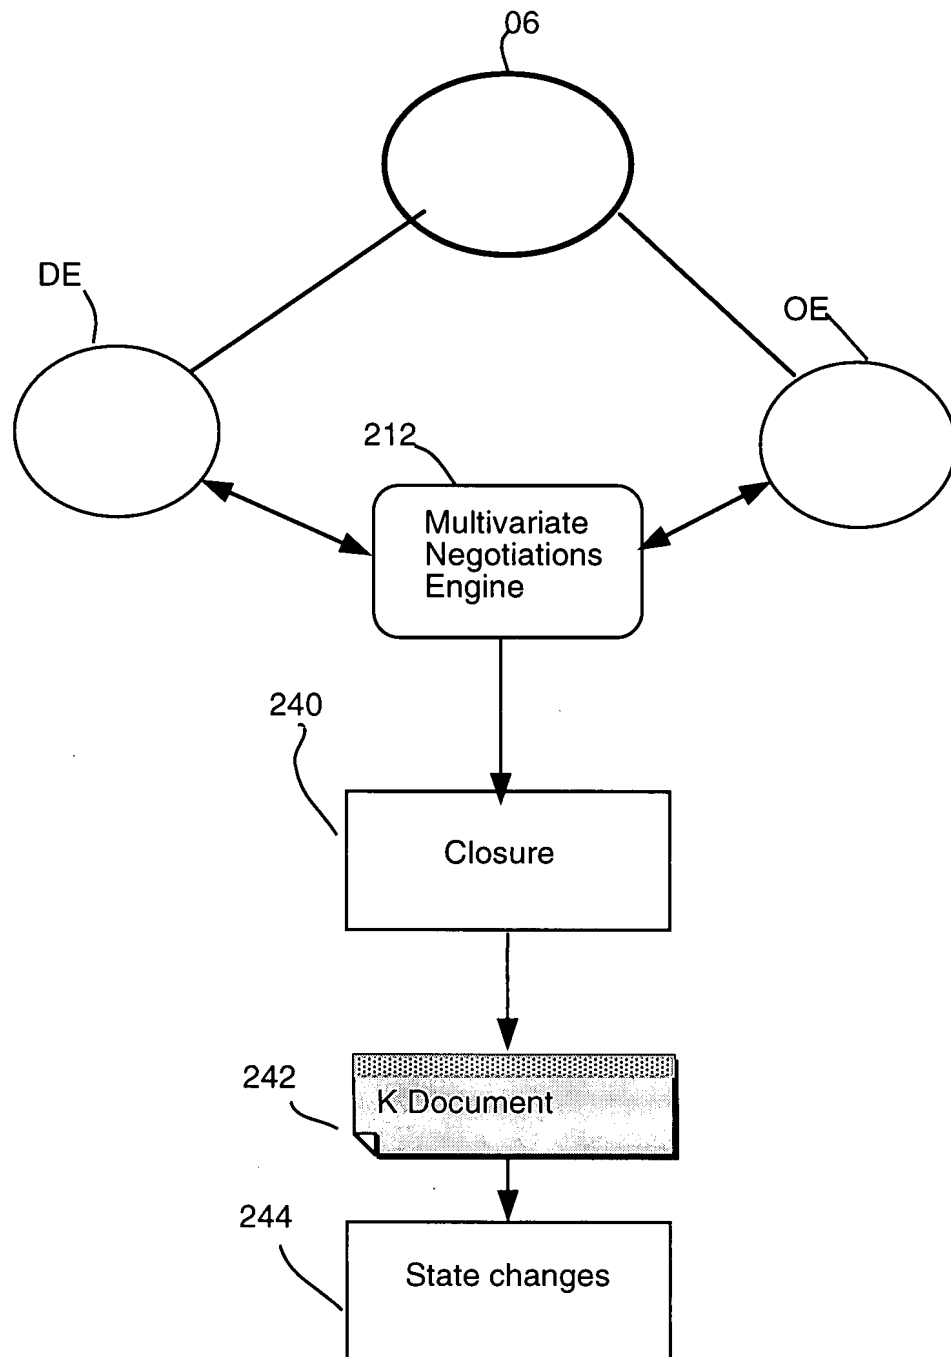 06
DE
OE
212
Multivariate
Negotiations
Engine
240
Closure
242
K Document
244
State changes